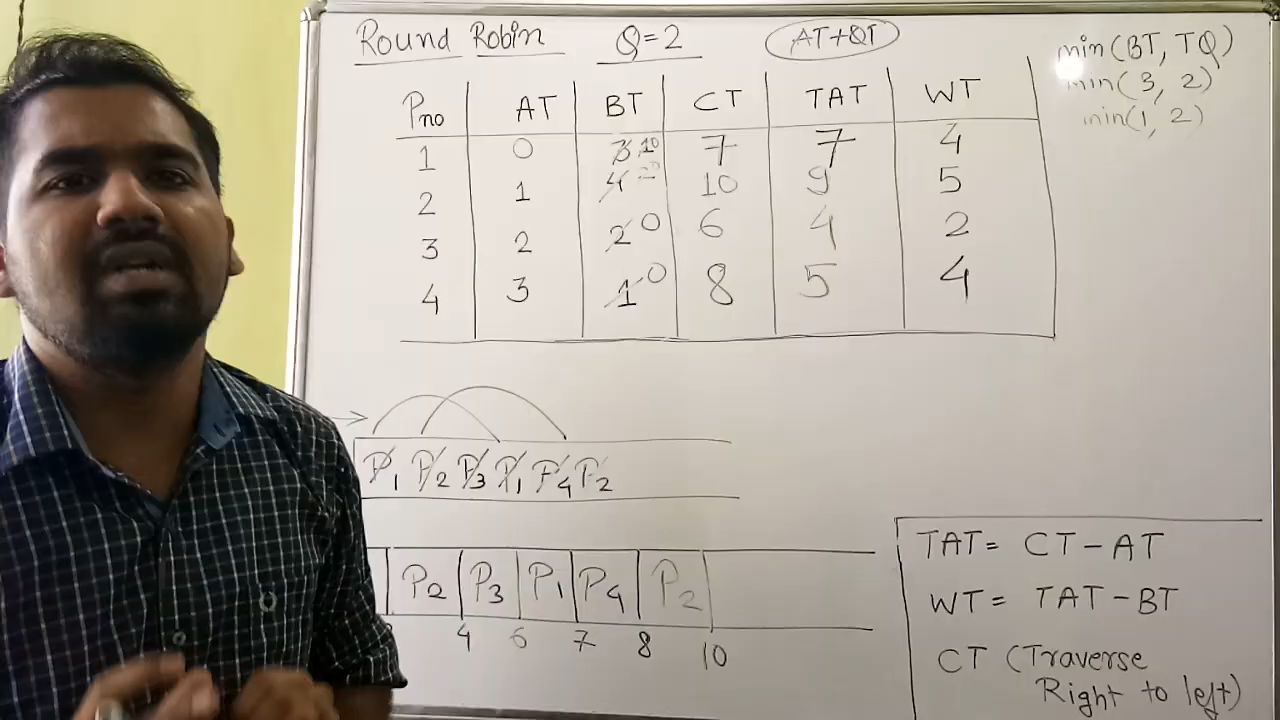 Round Robin Q=2 AT+QT
min(BT, TQ)
min(3, 2)
min(1, 2)
Pno AT BT CT TAT WT
1 0 3 1 0 7 7 4
2 1 4 2 0 10 9 5
3 2 2 0 6 4 2
4 3 1 0 8 5 4
P1 P2 P3 P1 P4 P2
P2 P3 P1 P4 P2
4 6 7 8 10
TAT= CT-AT
WT= TAT-BT
CT (Traverse
Right to left)